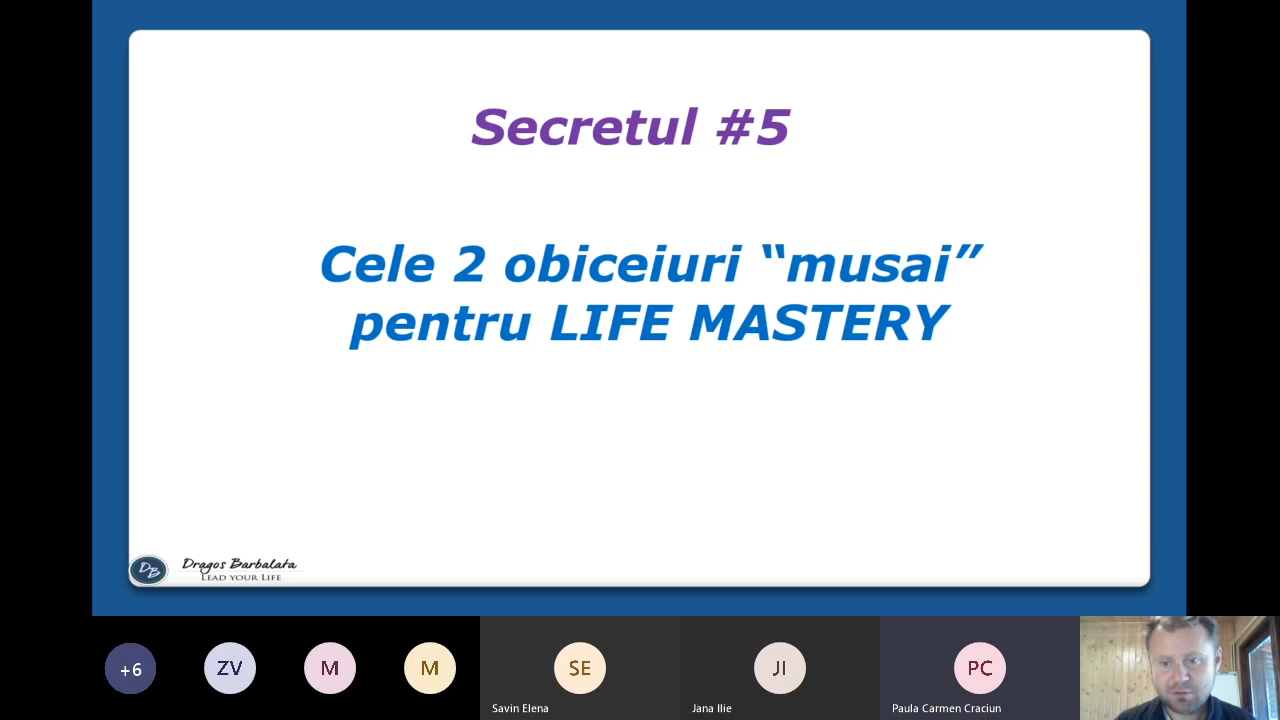 Secretul #5
Cele 2 obiceiuri “musai”
pentru LIFE MASTERY
DB
Dragos Barbalata
LEAD YOUR LIFE
+6
ZV
M
M
SE
JI
PC
Savin Elena
Jana Ilie
Paula Carmen Craciun